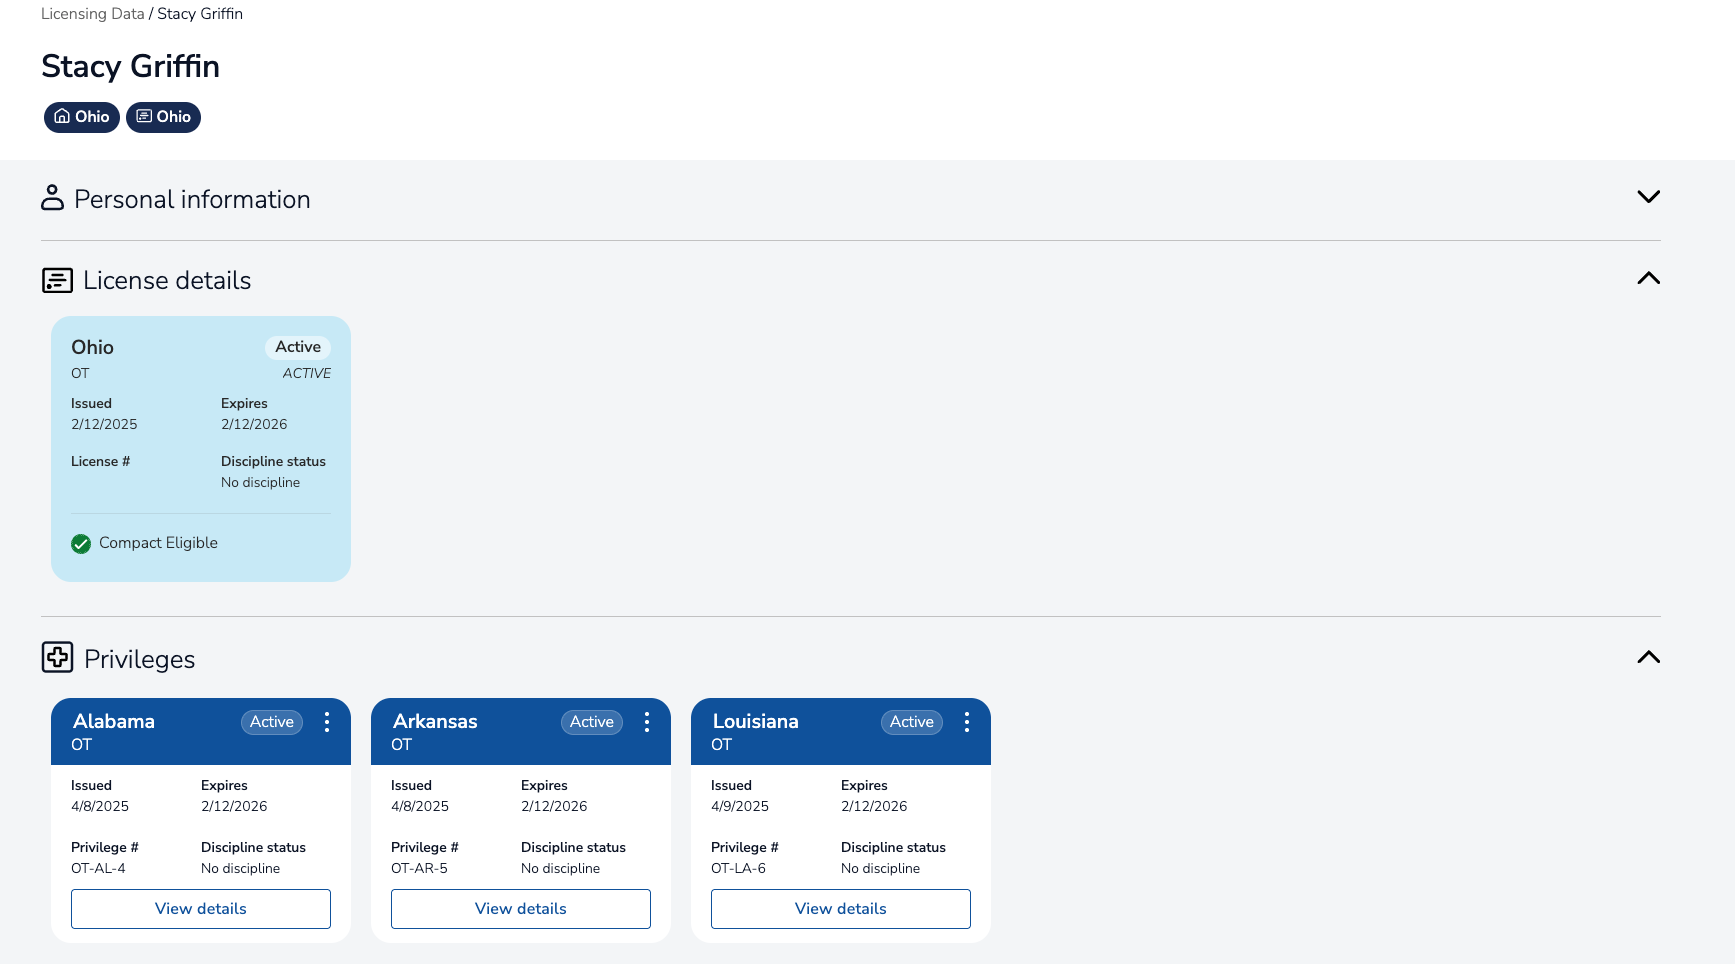 Licensing Data / Stacy Griffin
Stacy Griffin
Ohio Ohio
Personal information
License details
Ohio Active
OT ACTIVE
Issued Expires
2/12/2025 2/12/2026
License # Discipline status
No discipline
Compact Eligible
Privileges
Alabama Active
OT
Issued Expires
4/8/2025 2/12/2026
Privilege # Discipline status
OT-AL-4 No discipline
View details
Arkansas Active
OT
Issued Expires
4/8/2025 2/12/2026
Privilege # Discipline status
OT-AR-5 No discipline
View details
Louisiana Active
OT
Issued Expires
4/9/2025 2/12/2026
Privilege # Discipline status
OT-LA-6 No discipline
View details